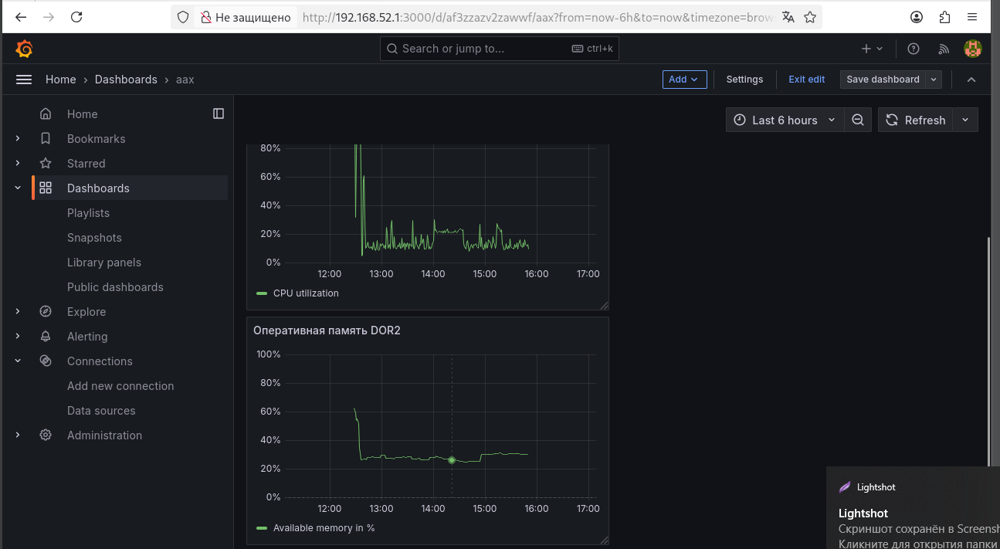 Не защищено
http://192.168.52.1:3000/d/af3zzazv2zawwf/aax?from=now-6h&to=now&timezone=brow
Search or jump to...
ctrl+k
Home › Dashboards › aax
Add
Settings
Exit edit
Save dashboard
Home
Bookmarks
Starred
Dashboards
Playlists
Snapshots
Library panels
Public dashboards
Explore
Alerting
Connections
Add new connection
Data sources
Administration
Last 6 hours
Refresh
80%
60%
40%
20%
0%
12:00 13:00 14:00 15:00 16:00 17:00
CPU utilization
Оперативная память DOR2
100%
80%
60%
40%
20%
0%
12:00 13:00 14:00 15:00 16:00 17:00
Available memory in %
Lightshot
Lightshot
Скриншот сохранён в Screensh
Кликните для открытия папки